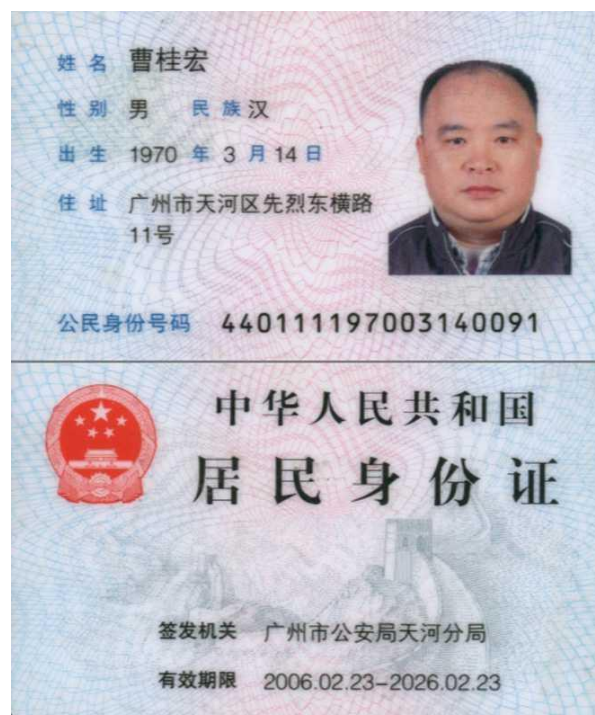 姓名 曹桂宏
性别 男 民族 汉
出生 1970 年 3 月 14 日
住址 广州市天河区先烈东横路
11号
公民身份号码 440111197003140091
中华人民共和国
居民身份证
签发机关 广州市公安局天河分局
有效期限 2006.02.23-2026.02.23